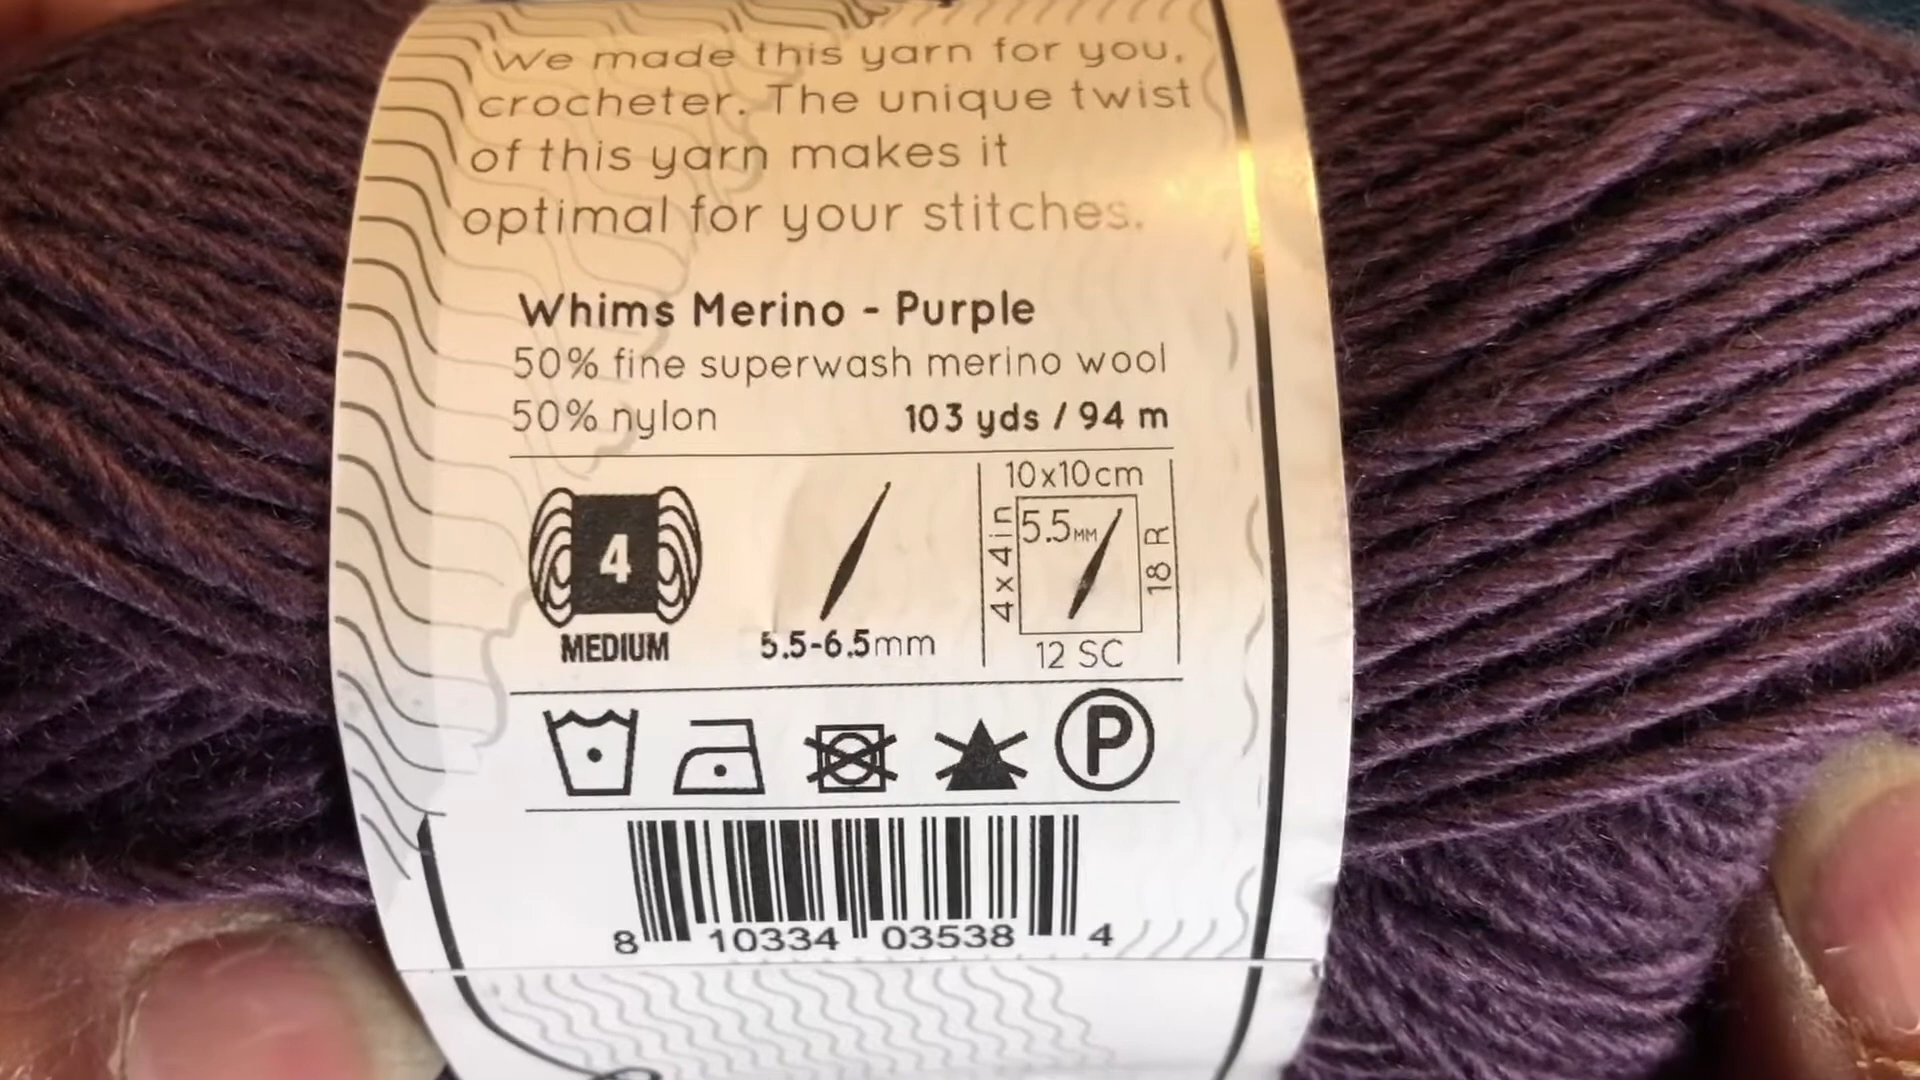 We made this yarn for you,
crocheter. The unique twist
of this yarn makes it
optimal for your stitches.
Whims Merino - Purple
50% fine superwash merino wool
50% nylon 103 yds / 94 m
4
MEDIUM
5.5-6.5mm
10x10cm
4x4in
5.5MM
18 R
12 SC
P
8 10334 03538 4